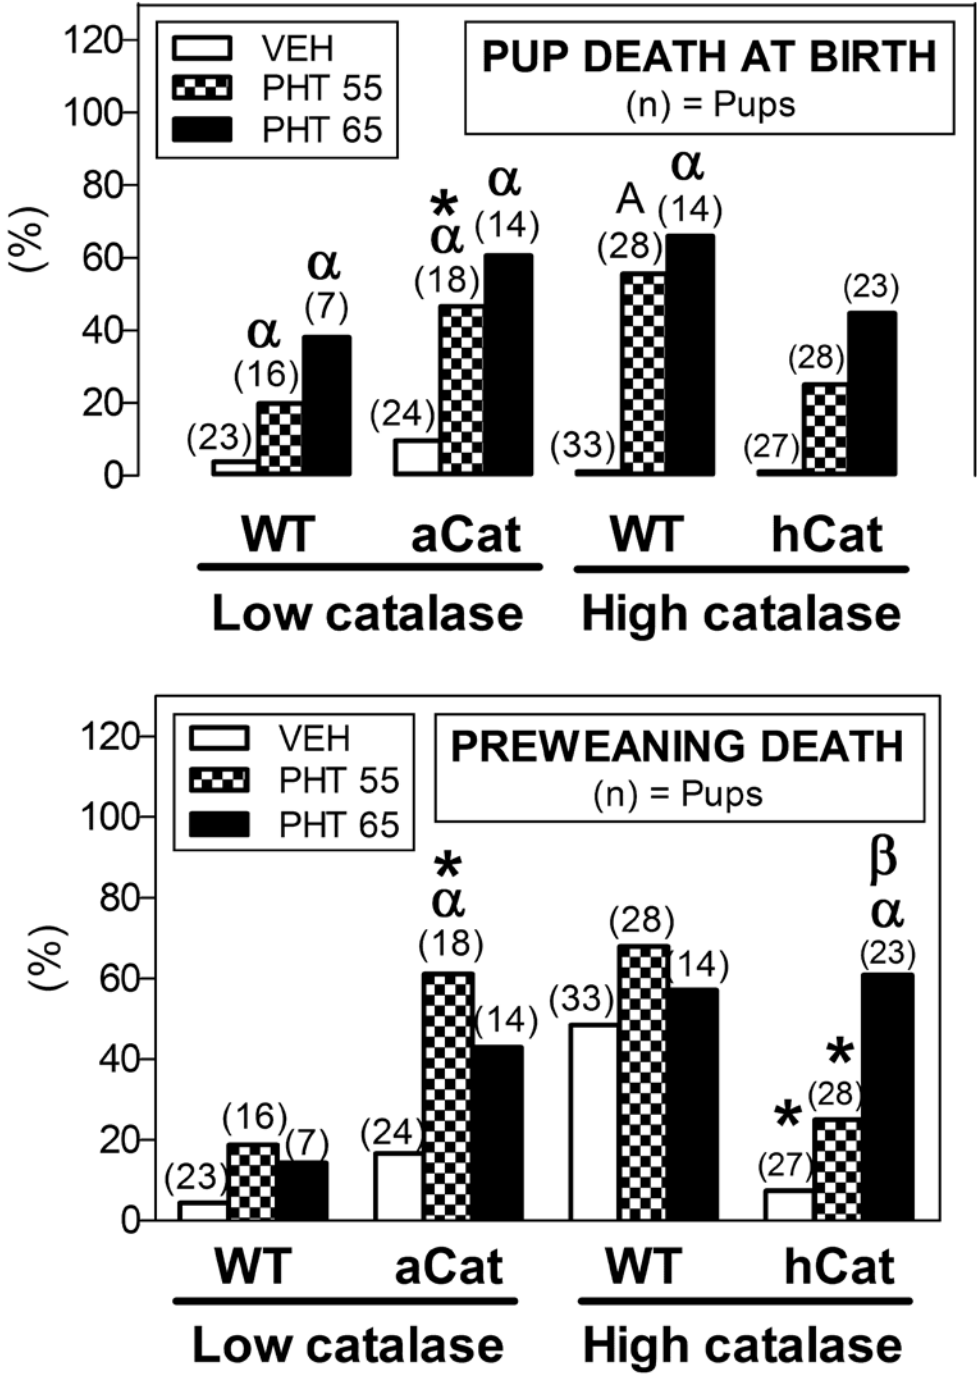 120
100
80
60
40
20
0
(%)
VEH
PHT 55
PHT 65
PUP DEATH AT BIRTH
(n) = Pups
(23)
α
(16)
α
(7)
(24)
*
α
(18)
α
(14)
(33)
A
(28)
α
(14)
(27)
(28)
(23)
WT aCat WT hCat
Low catalase High catalase
120
100
80
60
40
20
0
(%)
VEH
PHT 55
PHT 65
PREWEANING DEATH
(n) = Pups
(23)
(16)
(7)
(24)
*
α
(18)
(14)
(33)
(28)
(14)
*
(27)
*
(28)
β
α
(23)
WT aCat WT hCat
Low catalase High catalase